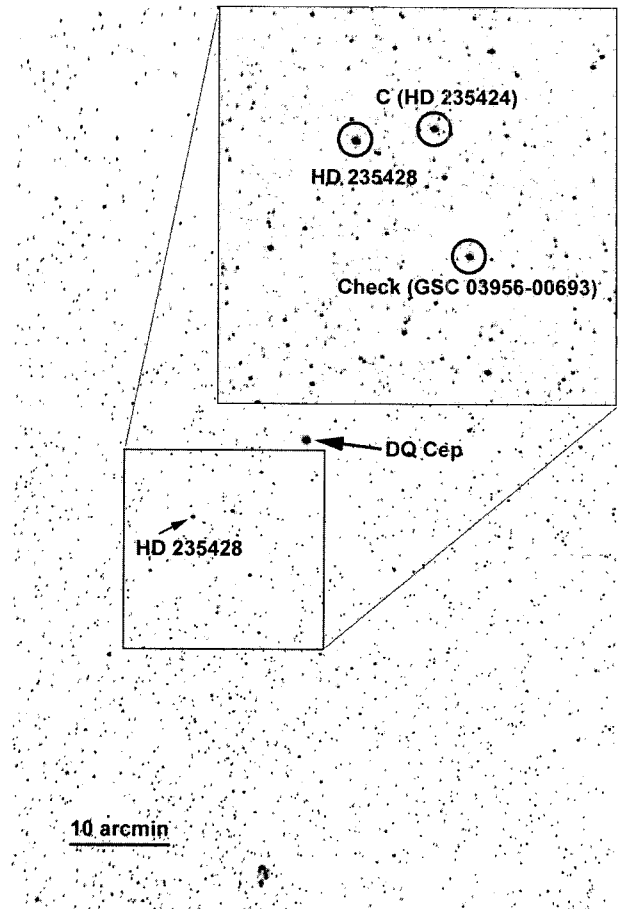 C (HD 235424)
HD 235428
Check (GSC 03956-00693)
DQ Cep
HD 235428
10 arcmin